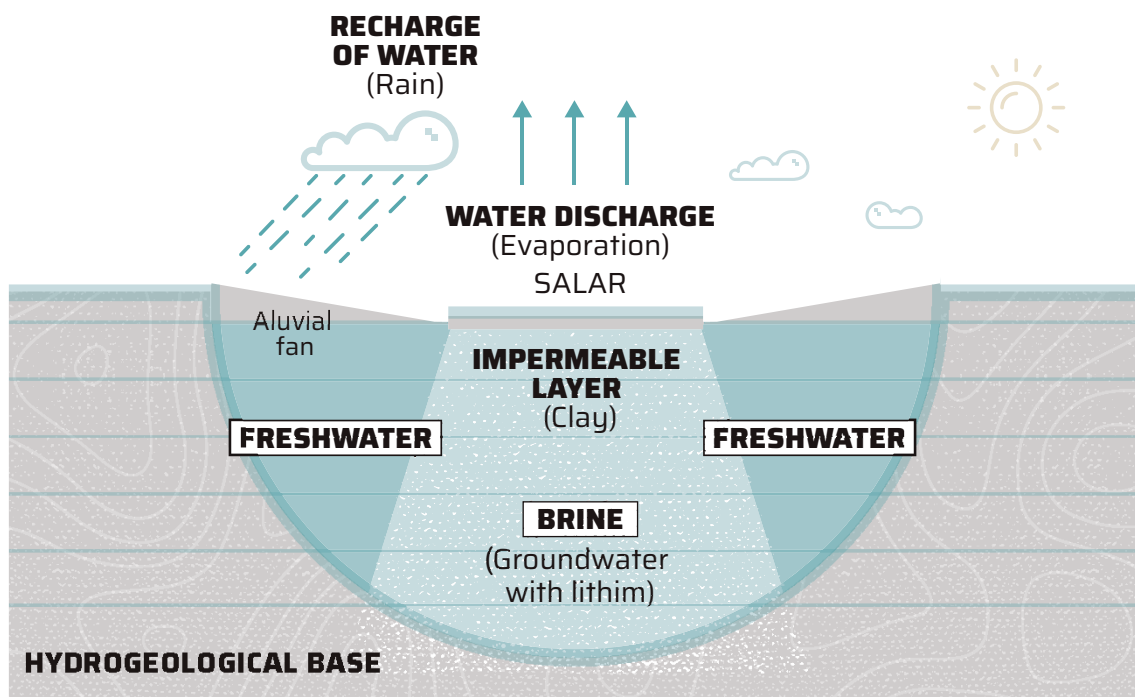 RECHARGE
OF WATER
(Rain)
WATER DISCHARGE
(Evaporation)
SALAR
Aluvial
fan
IMPERMEABLE
LAYER
(Clay)
FRESHWATER
FRESHWATER
BRINE
(Groundwater
with lithim)
HYDROGEOLOGICAL BASE